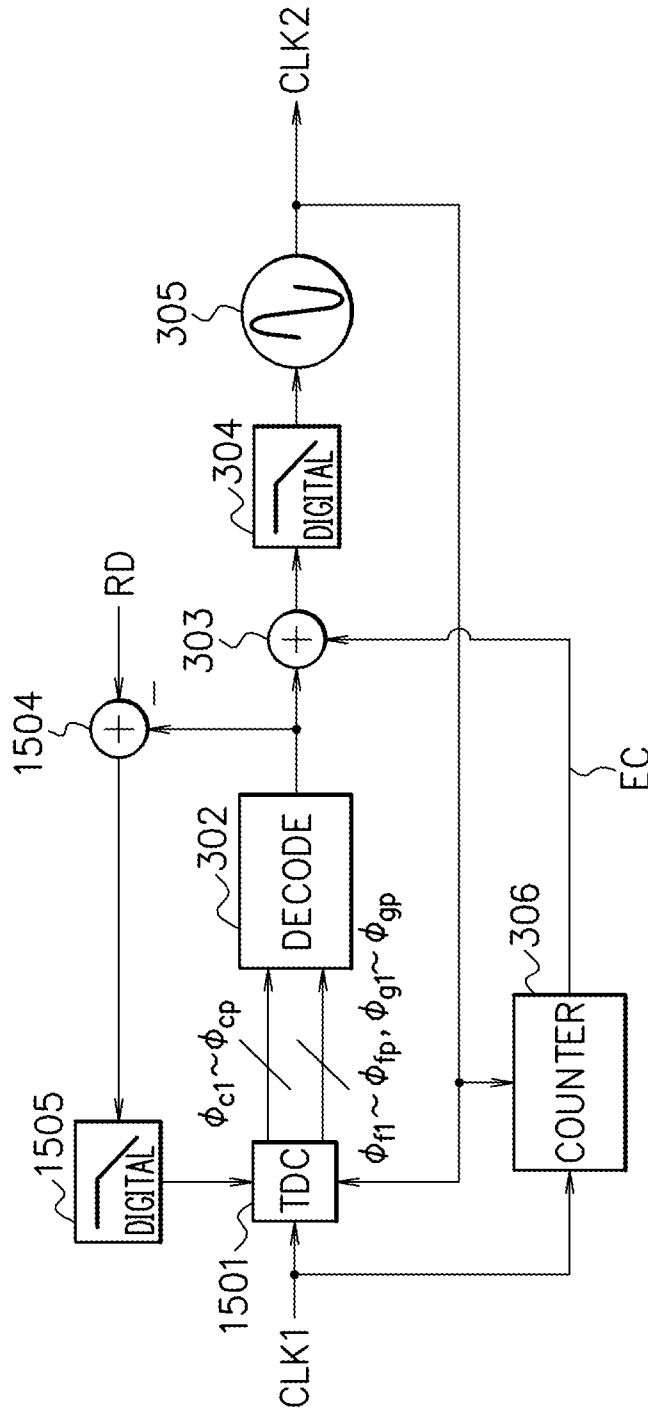 1505
DIGITAL
1504
RD
−
1501
TDC
CLK1
ϕc1~ϕcp
ϕf1~ϕfp, ϕg1~ϕgp
302
DECODE
303
+
+
304
DIGITAL
305
CLK2
306
COUNTER
EC